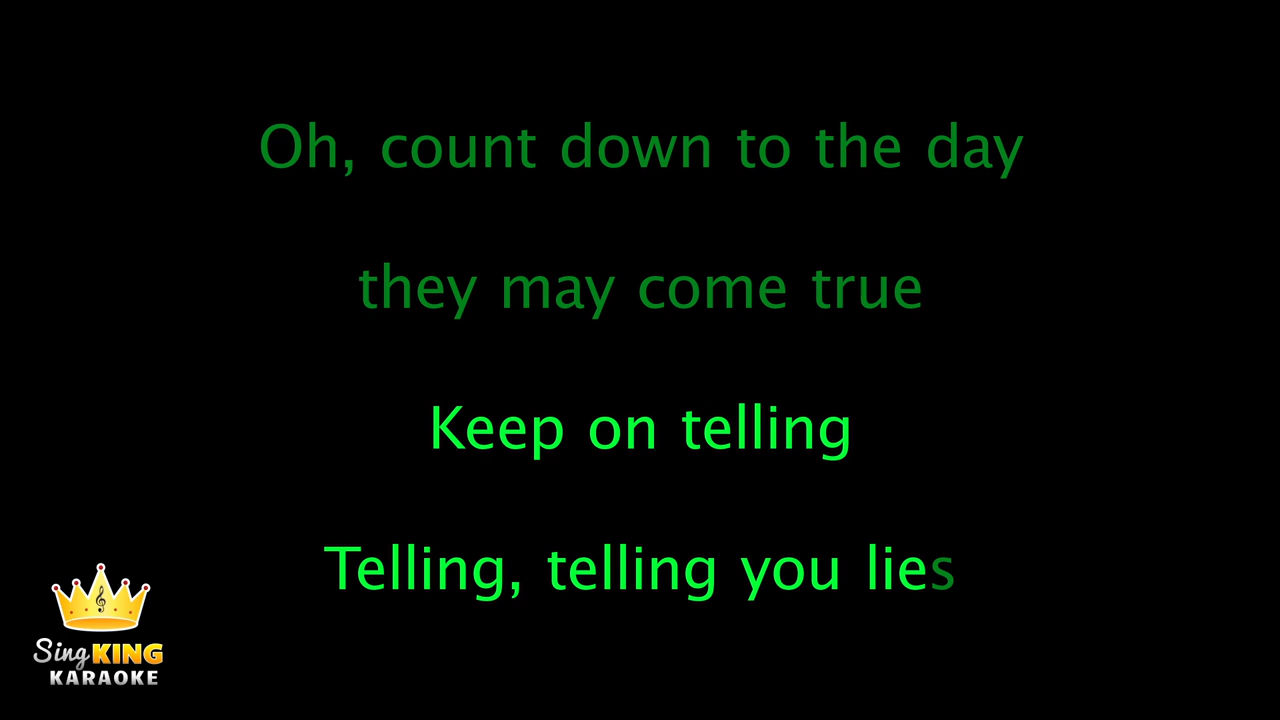 Oh, count down to the day
they may come true
Keep on telling
Telling, telling you lies
Sing KING
KARAOKE